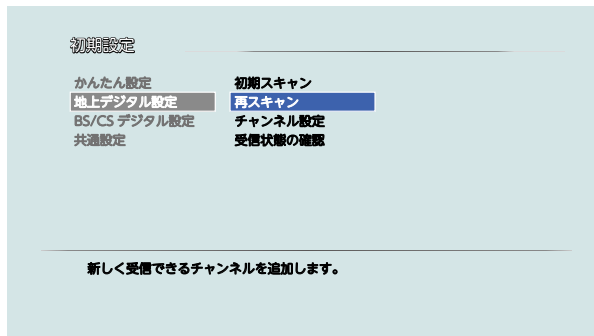 初期設定
かんたん設定
地上デジタル設定
BS/CS デジタル設定
共通設定
初期スキャン
再スキャン
チャンネル設定
受信状態の確認
新しく受信できるチャンネルを追加します。